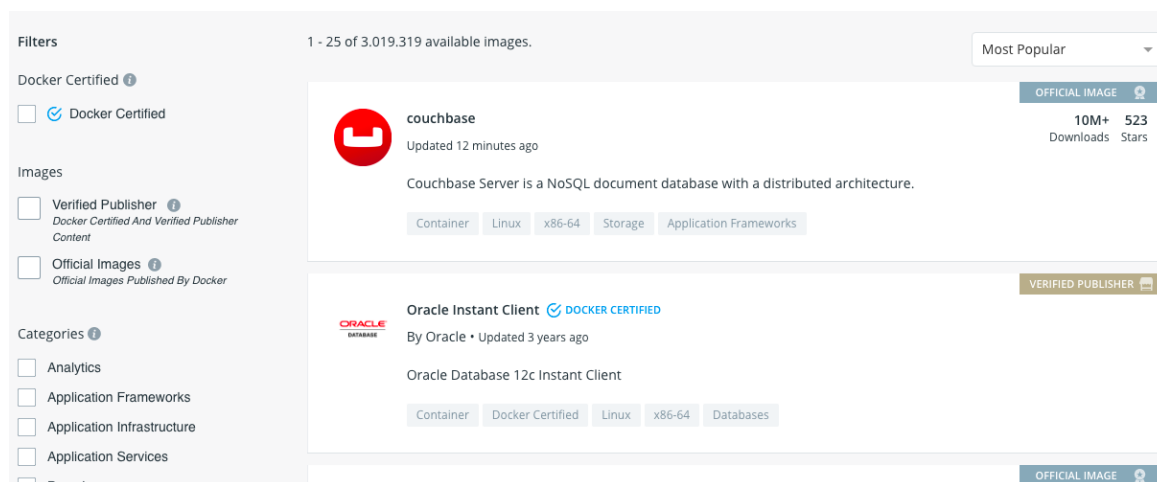 Filters
Docker Certified
Docker Certified
Images
Verified Publisher
Docker Certified And Verified Publisher
Content
Official Images
Official Images Published By Docker
Categories
Analytics
Application Frameworks
Application Infrastructure
Application Services
1 - 25 of 3.019.319 available images.
Most Popular
OFFICIAL IMAGE
couchbase
Updated 12 minutes ago
10M+ 523
Downloads Stars
Couchbase Server is a NoSQL document database with a distributed architecture.
Container Linux x86-64 Storage Application Frameworks
VERIFIED PUBLISHER
ORACLE
DATABASE
Oracle Instant Client DOCKER CERTIFIED
By Oracle • Updated 3 years ago
Oracle Database 12c Instant Client
Container Docker Certified Linux x86-64 Databases
OFFICIAL IMAGE